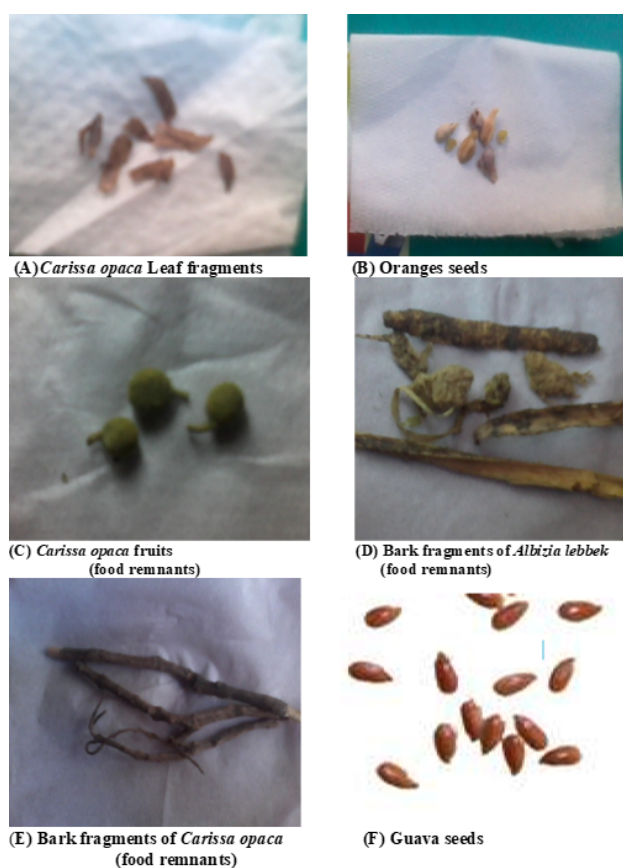 (A) Carissa opaca Leaf fragments
(B) Oranges seeds
(C) Carissa opaca fruits
(food remnants)
(D) Bark fragments of Albizia lebbek
(food remnants)
(E) Bark fragments of Carissa opaca
(food remnants)
(F) Guava seeds